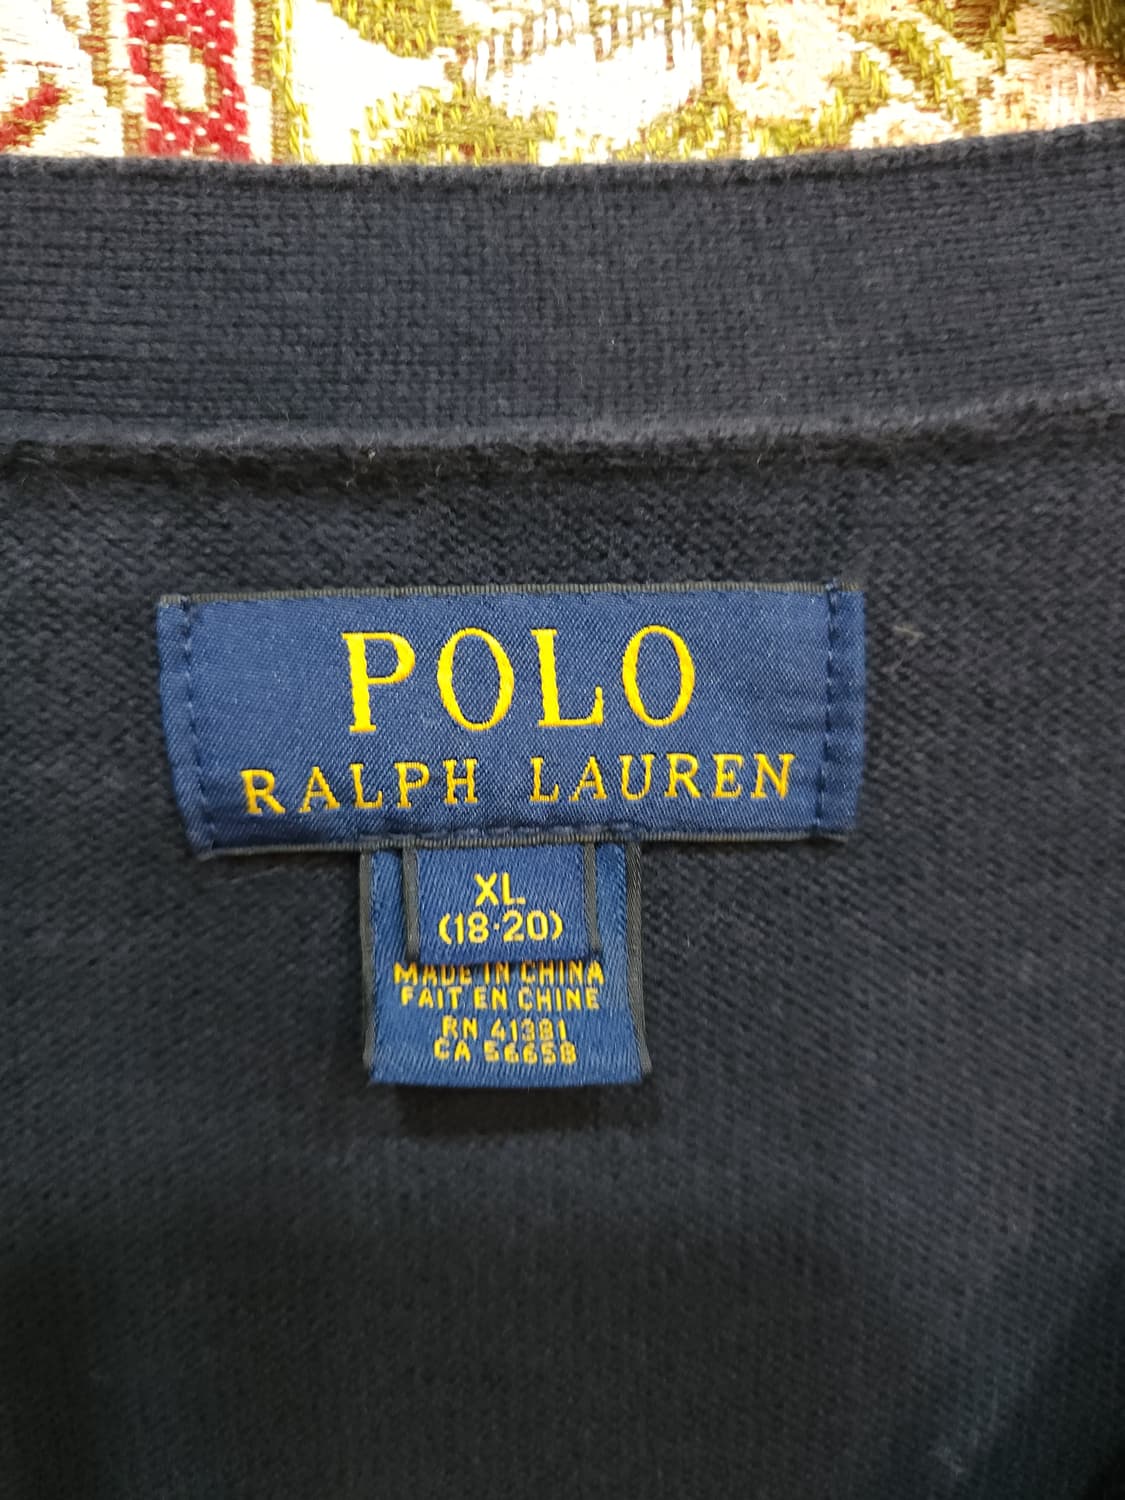 POLO
RALPH LAUREN
XL
(18-20)
MADE IN CHINA
FAIT EN CHINE
RN 41381
CA 56658